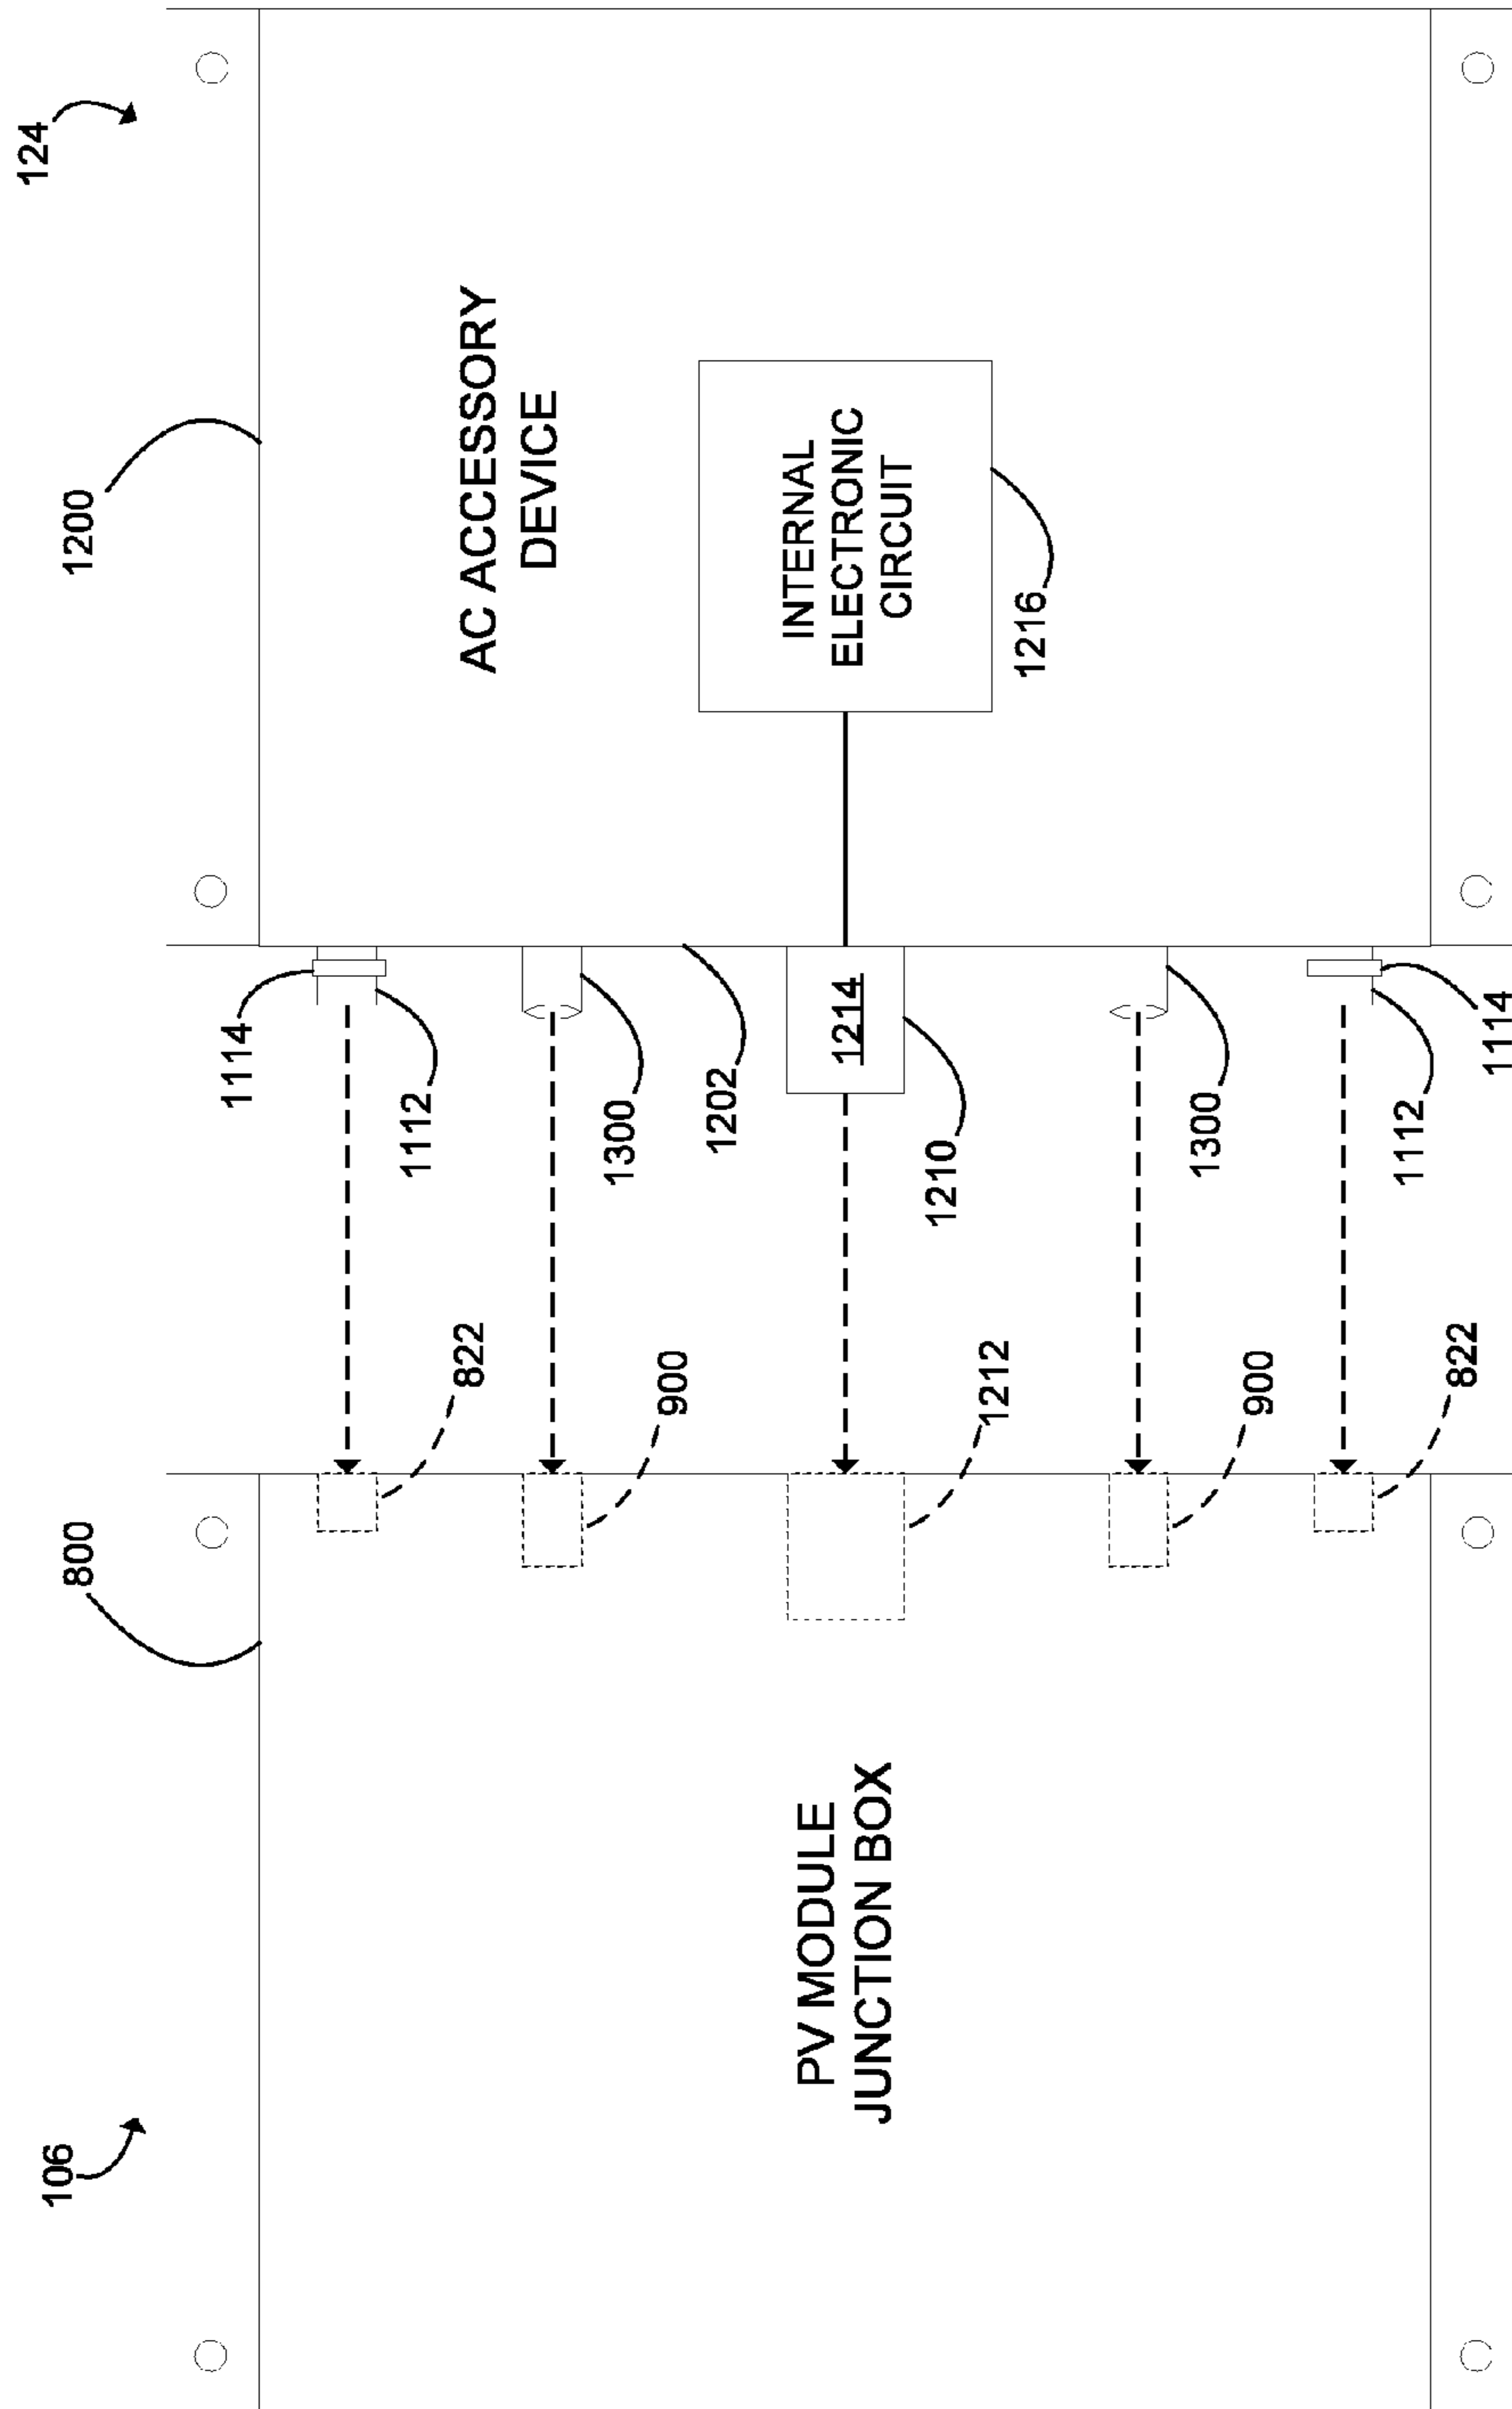 106
800
1200
124
PV MODULE
JUNCTION BOX
AC ACCESSORY
DEVICE
INTERNAL
ELECTRONIC
CIRCUIT
1216
822
1114
1112
900
1300
1202
1212
1214
1210
900
1300
822
1112
1114